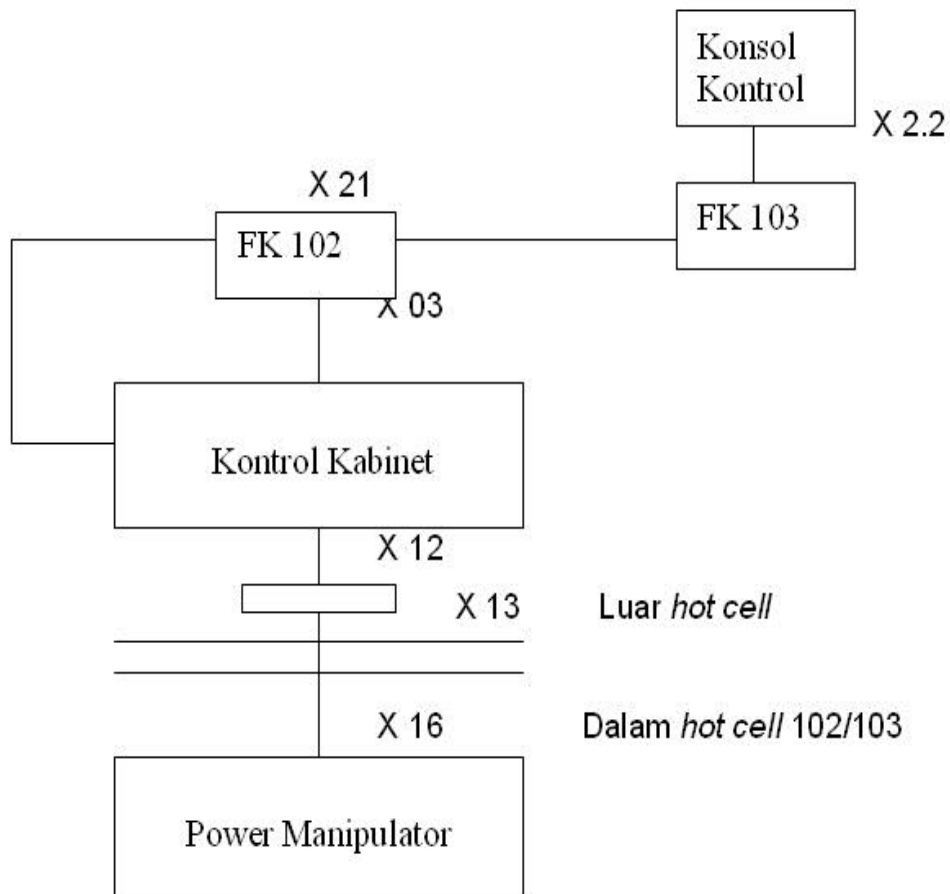 Konsol
Kontrol
X 2.2
X 21
FK 102
FK 103
X 03
Kontrol Kabinet
X 12
X 13
Luar hot cell
X 16
Dalam hot cell 102/103
Power Manipulator